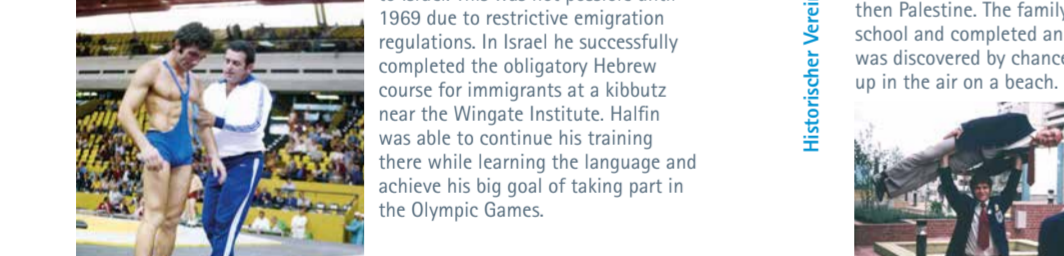 1969 due to restrictive emigration
regulations. In Israel he successfully
completed the obligatory Hebrew
course for immigrants at a kibbutz
near the Wingate Institute. Halfin
was able to continue his training
there while learning the language and
achieve his big goal of taking part in
the Olympic Games.
Historischer Verei
then Palestine. The family
school and completed an
was discovered by chance
up in the air on a beach.